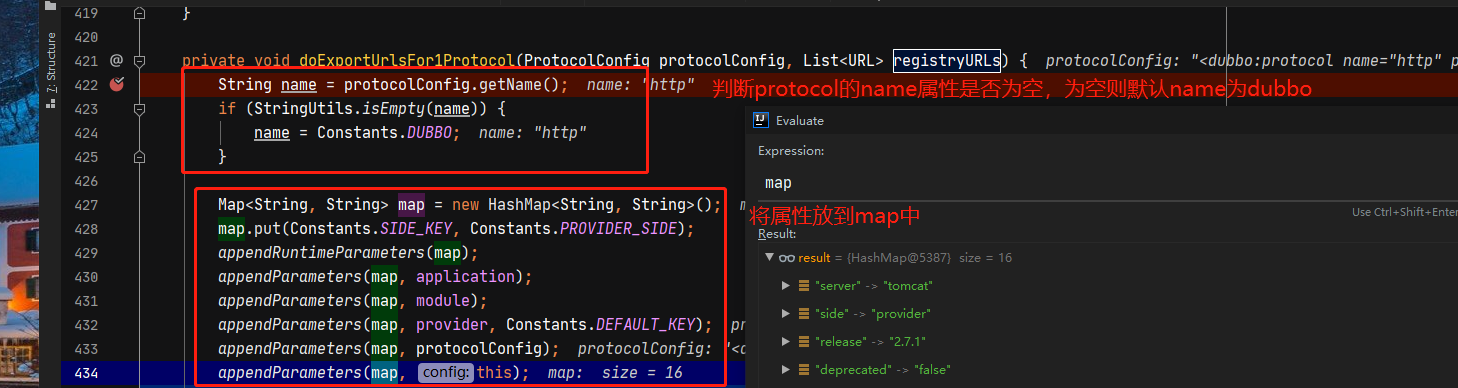 419 }
420
7: Structure
421 @ private void doExportUrlsFor1Protocol(ProtocolConfig protocolConfig, List<URL> registryURLs) { protocolConfig: "<dubbo:protocol name="http" p
422 String name = protocolConfig.getName(); name: "http" 判断protocol的name属性是否为空，为空则默认name为dubbo
423 if (StringUtils.isEmpty(name)) {
424 name = Constants.DUBBO; name: "http"
425 }
426
427 Map<String, String> map = new HashMap<String, String>(); m
428 map.put(Constants.SIDE_KEY, Constants.PROVIDER_SIDE);
429 appendRuntimeParameters(map);
430 appendParameters(map, application);
431 appendParameters(map, module);
432 appendParameters(map, provider, Constants.DEFAULT_KEY); pr
433 appendParameters(map, protocolConfig); protocolConfig: "<d
434 appendParameters(map, config: this); map: size = 16
Evaluate
Expression:
map
将属性放到map中
Use Ctrl+Shift+Enter
Result:
result = {HashMap@5387} size = 16
"server" -> "tomcat"
"side" -> "provider"
"release" -> "2.7.1"
"deprecated" -> "false"